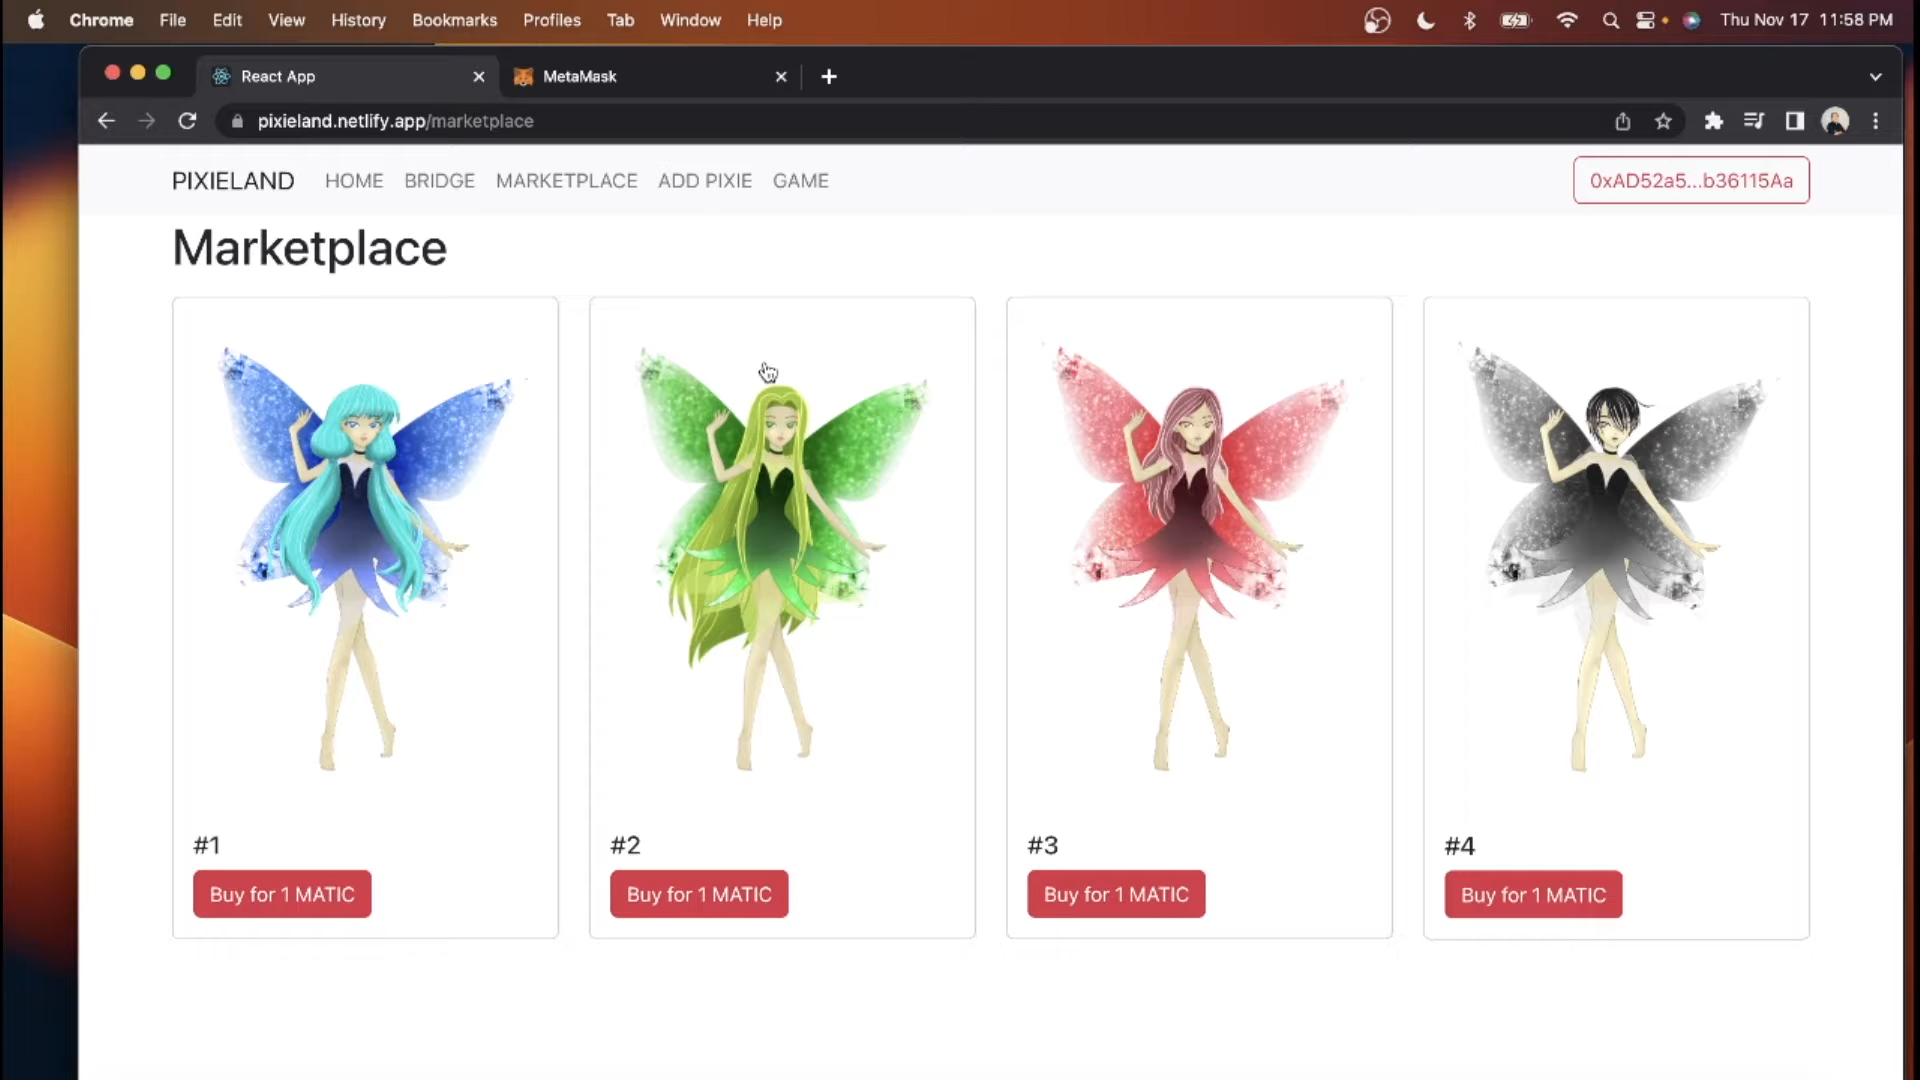 Chrome File Edit View History Bookmarks Profiles Tab Window Help Thu Nov 17 11:58 PM
React App MetaMask
pixieland.netlify.app/marketplace
PIXIELAND HOME BRIDGE MARKETPLACE ADD PIXIE GAME 0xAD52a5...b36115Aa
Marketplace
#1 #2 #3 #4
Buy for 1 MATIC Buy for 1 MATIC Buy for 1 MATIC Buy for 1 MATIC